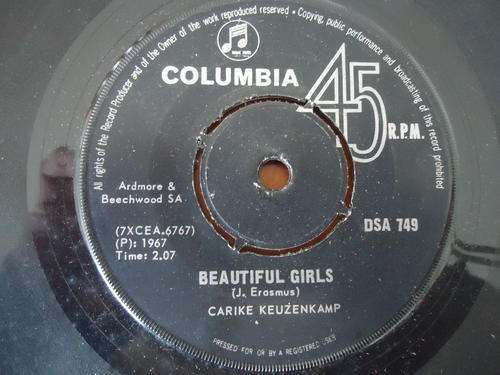 All rights of the Record Producer and of the Owner of the work reproduced reserved • Copying, public performance and broadcasting of this record prohibited
COLUMBIA
45
R.P.M.
Ardmore &
Beechwood SA
(7XCEA.6767)
(P): 1967
Time: 2.07
DSA 749
BEAUTIFUL GIRLS
(J. Erasmus)
CARIKE KEUZENKAMP
PRESSED FOR OR BY A REGISTERED USER